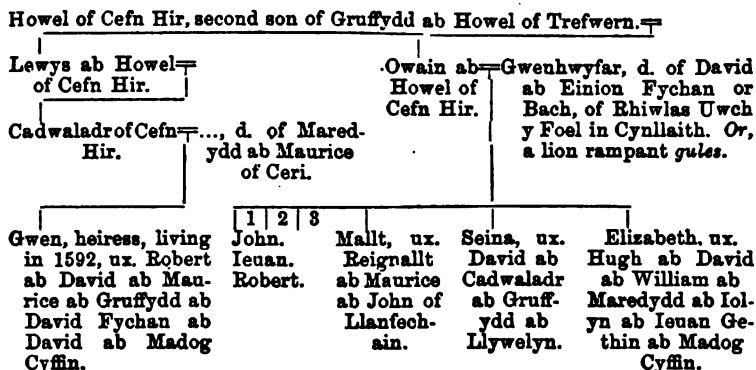 Howel of Cefn Hir, second son of Gruffydd ab Howel of Trefwern.
Lewys ab Howel
of Cefn Hir.
Owain ab
Howel of
Cefn Hir.
Gwenhwyfar, d. of David
ab Einion Fychan or
Bach, of Rhiwlas Uwch
y Foel in Cynllaith. Or,
a lion rampant gules.
Cadwaladr of Cefn
Hir.
..., d. of Mared-
ydd ab Maurice
of Ceri.
Gwen, heiress, living
in 1592, ux. Robert
ab David ab Mau-
rice ab Gruffydd ab
David Fychan ab
David ab Madog
Cyffin.
1 2 3
John.
Ieuan.
Robert.
Mallt, ux.
Reignallt
ab Maurice
ab John of
Llanfech-
ain.
Seina, ux.
David ab
Cadwaladr
ab Gruff-
ydd ab
Llywelyn.
Elizabeth, ux.
Hugh ab David
ab William ab
Maredydd ab Iol-
yn ab Ieuan Ge-
thin ab Madog
Cyffin.